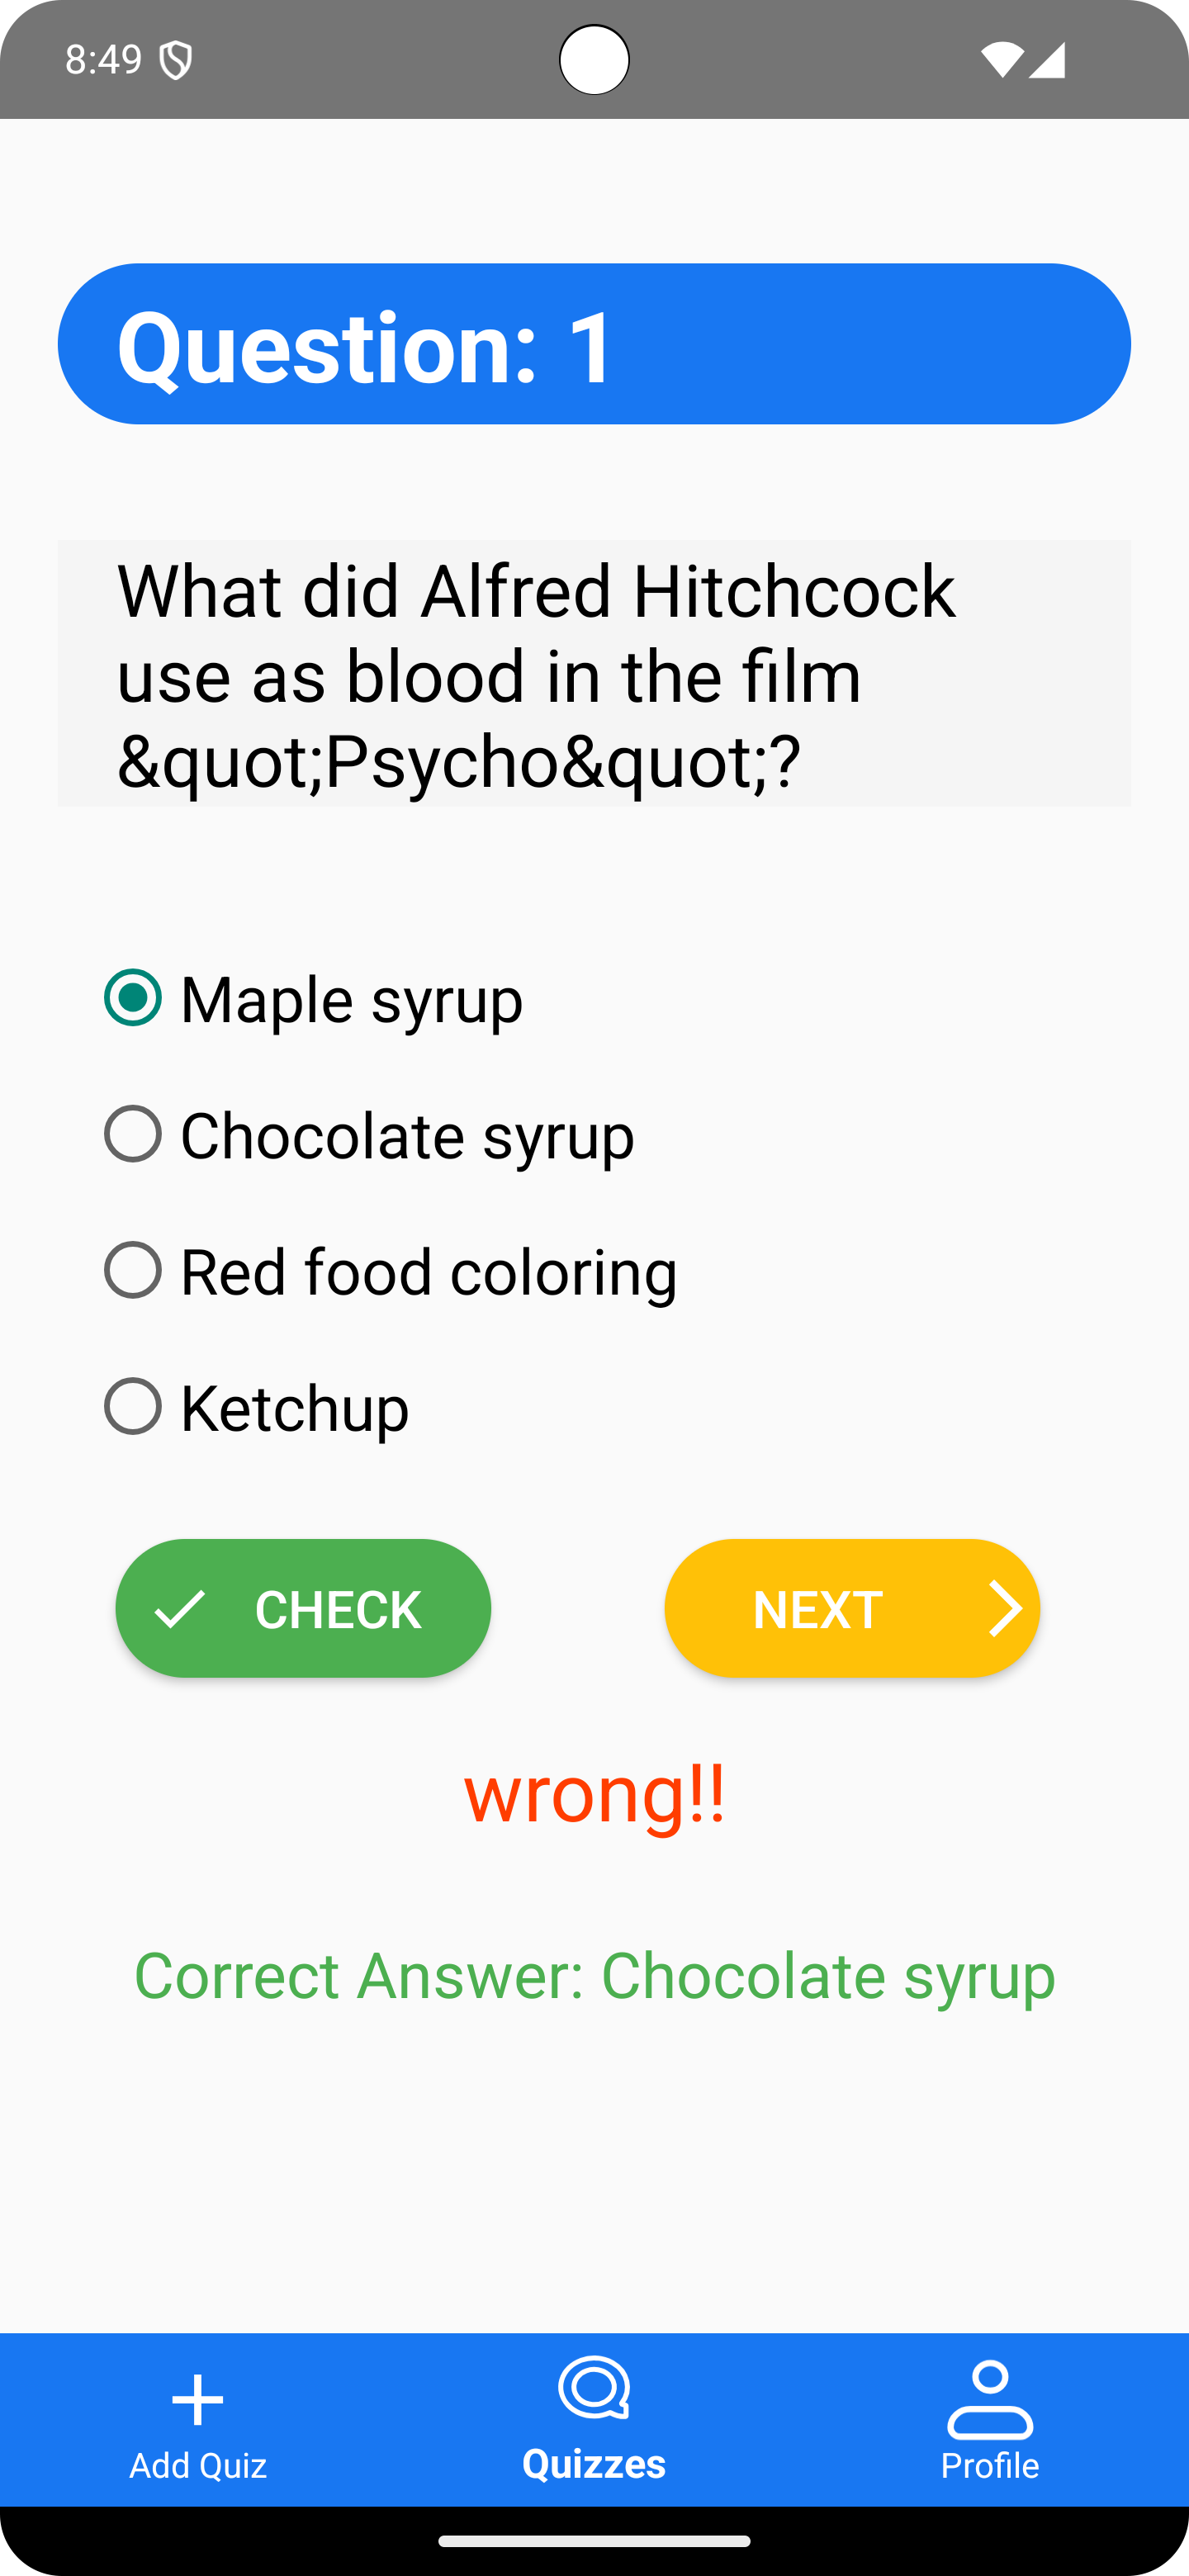 8:49
Question: 1
What did Alfred Hitchcock
use as blood in the film
&quot;Psycho&quot;?
Maple syrup
Chocolate syrup
Red food coloring
Ketchup
CHECK
NEXT
wrong!!
Correct Answer: Chocolate syrup
Add Quiz
Quizzes
Profile